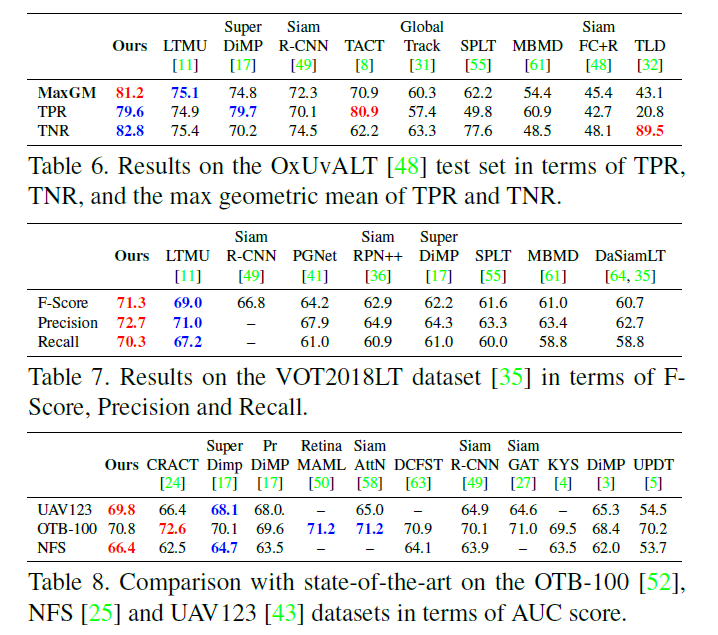 Super Siam Global Siam
Ours LTMU DiMP R-CNN TACT Track SPLT MBMD FC+R TLD
[11] [17] [49] [8] [31] [55] [61] [48] [32]
MaxGM 81.2 75.1 74.8 72.3 70.9 60.3 62.2 54.4 45.4 43.1
TPR 79.6 74.9 79.7 70.1 80.9 57.4 49.8 60.9 42.7 20.8
TNR 82.8 75.4 70.2 74.5 62.2 63.3 77.6 48.5 48.1 89.5
Table 6. Results on the OxUvALT [48] test set in terms of TPR,
TNR, and the max geometric mean of TPR and TNR.
Siam Siam Super
Ours LTMU R-CNN PGNet RPN++ DiMP SPLT MBMD DaSiamLT
[11] [49] [41] [36] [17] [55] [61] [64, 35]
F-Score 71.3 69.0 66.8 64.2 62.9 62.2 61.6 61.0 60.7
Precision 72.7 71.0 – 67.9 64.9 64.3 63.3 63.4 62.7
Recall 70.3 67.2 – 61.0 60.9 61.0 60.0 58.8 58.8
Table 7. Results on the VOT2018LT dataset [35] in terms of F-
Score, Precision and Recall.
Super Pr Retina Siam Siam Siam
Ours CRACT Dimp DiMP MAML AttN DCFST R-CNN GAT KYS DiMP UPDT
[24] [17] [17] [50] [58] [63] [49] [27] [4] [3] [5]
UAV123 69.8 66.4 68.1 68.0. – 65.0 – 64.9 64.6 – 65.3 54.5
OTB-100 70.8 72.6 70.1 69.6 71.2 71.2 70.9 70.1 71.0 69.5 68.4 70.2
NFS 66.4 62.5 64.7 63.5 – – 64.1 63.9 – 63.5 62.0 53.7
Table 8. Comparison with state-of-the-art on the OTB-100 [52],
NFS [25] and UAV123 [43] datasets in terms of AUC score.